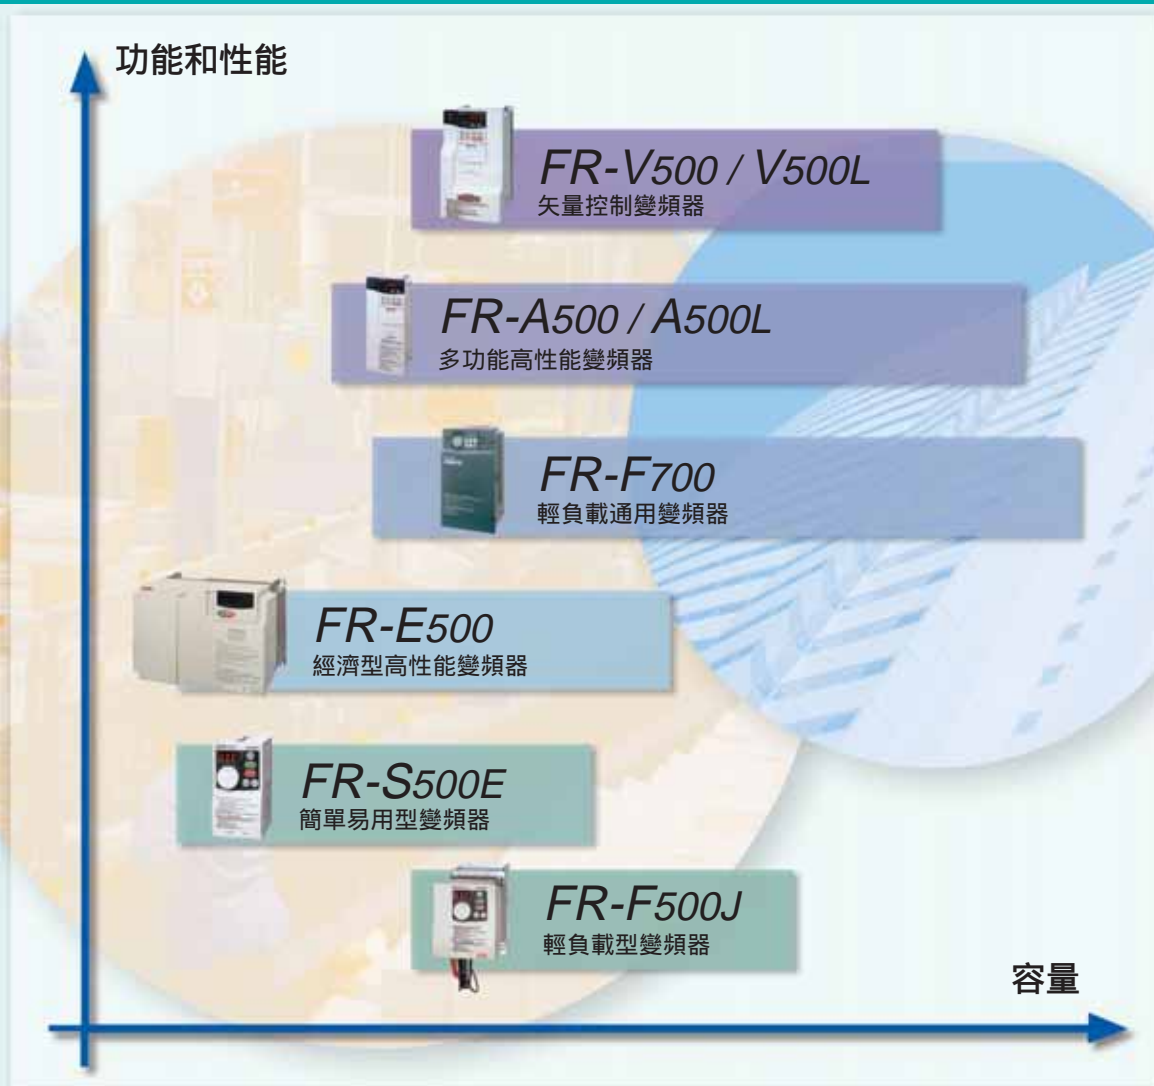 功能和性能
FR-V500 / V500L
矢量控制變頻器
FR-A500 / A500L
多功能高性能變頻器
FR-F700
輕負載通用變頻器
FR-E500
經濟型高性能變頻器
FR-S500E
簡單易用型變頻器
FR-F500J
輕負載型變頻器
容量